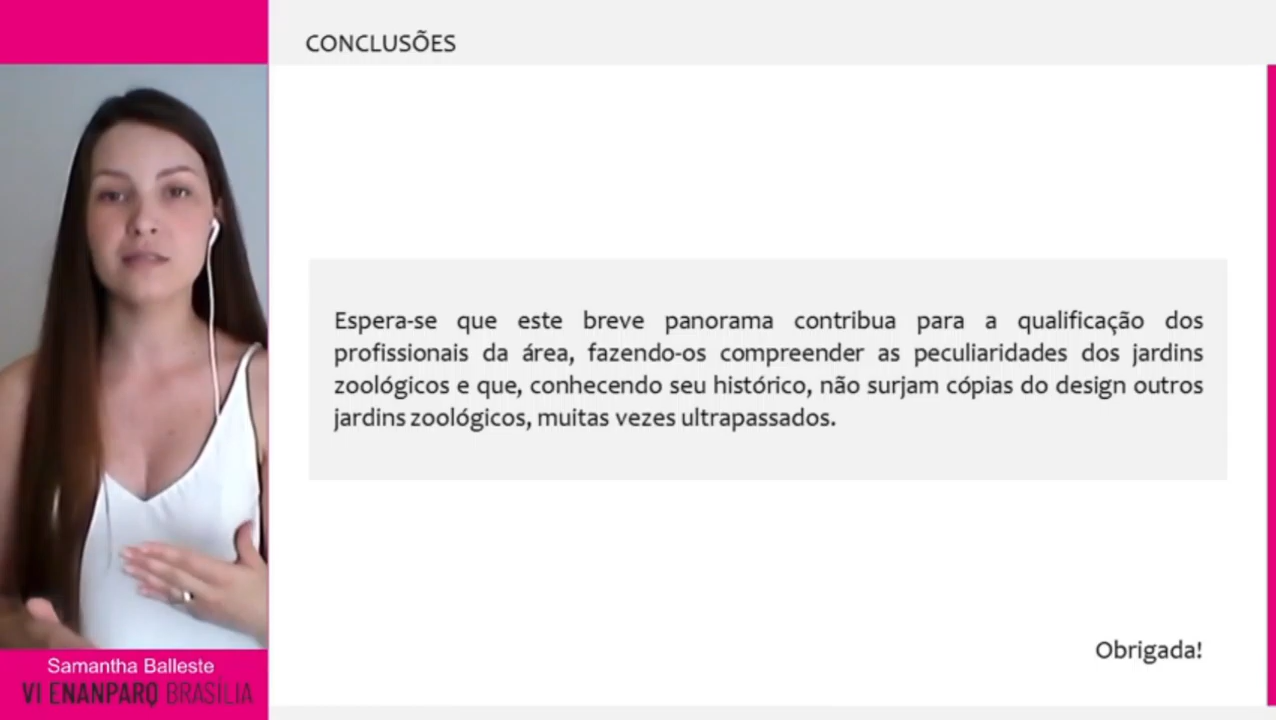 CONCLUSÕES
Espera-se que este breve panorama contribua para a qualificação dos
profissionais da área, fazendo-os compreender as peculiaridades dos jardins
zoológicos e que, conhecendo seu histórico, não surjam cópias do design outros
jardins zoológicos, muitas vezes ultrapassados.
Obrigada!
Samantha Balleste
VI ENANPARQ BRASÍLIA